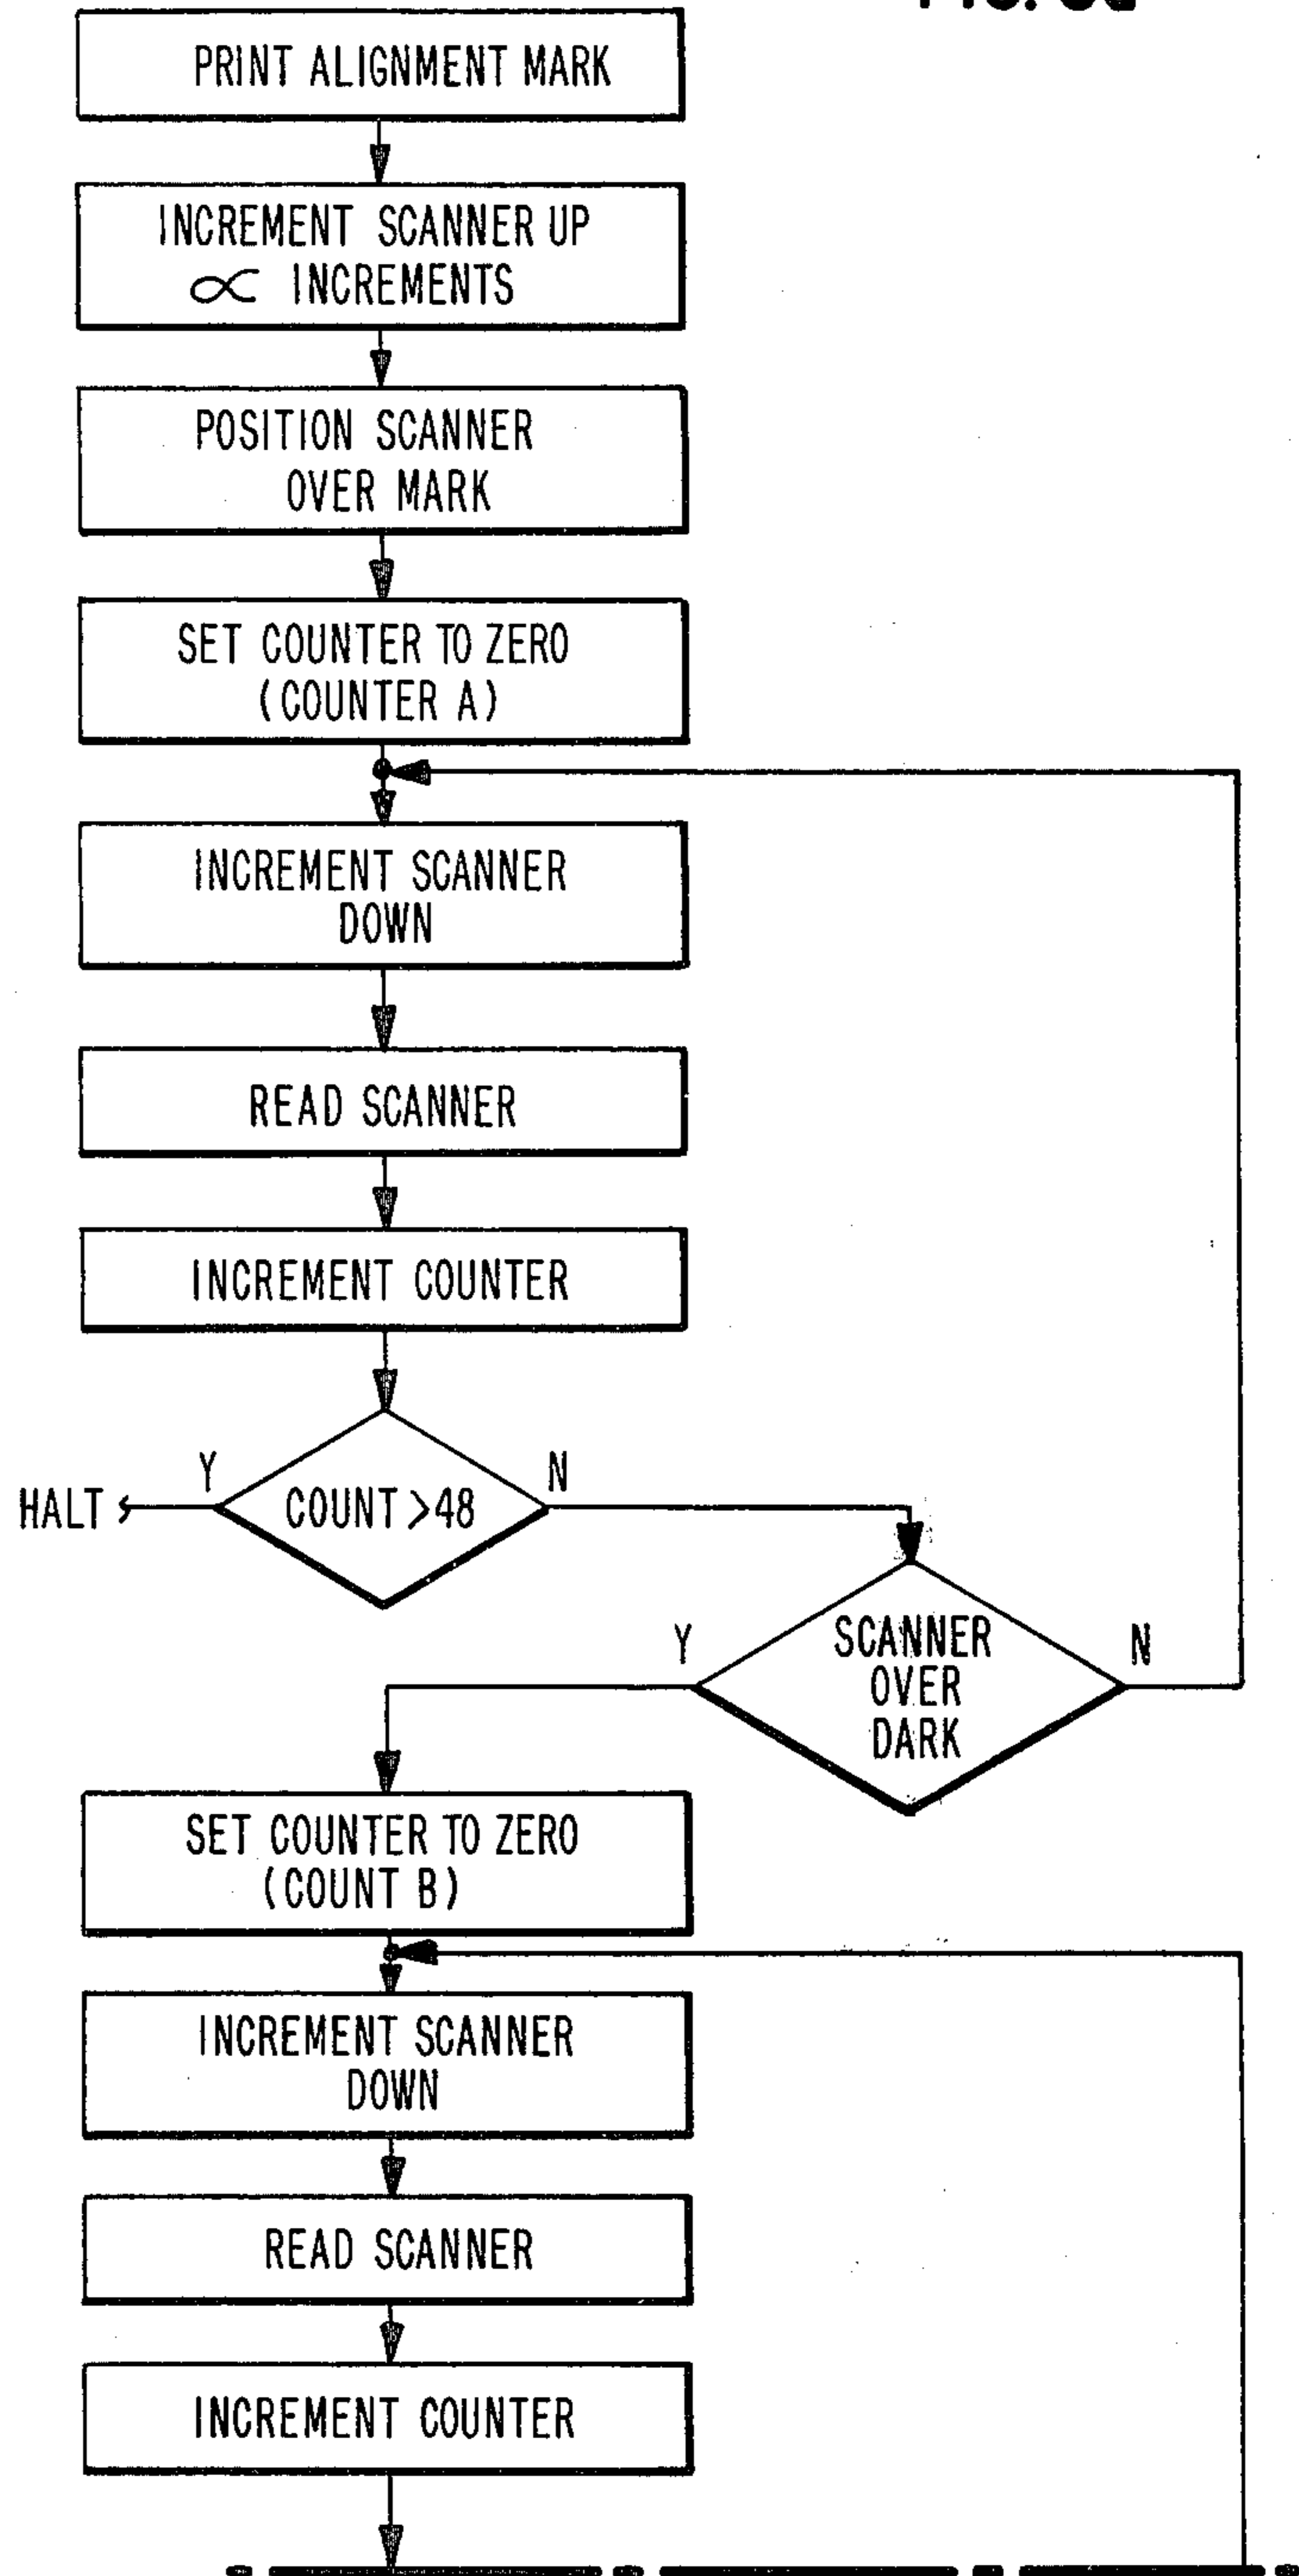 PRINT ALIGNMENT MARK
INCREMENT SCANNER UP
∝ INCREMENTS
POSITION SCANNER
OVER MARK
SET COUNTER TO ZERO
(COUNTER A)
INCREMENT SCANNER
DOWN
READ SCANNER
INCREMENT COUNTER
Y
N
HALT
COUNT >48
Y
SCANNER
OVER
DARK
N
SET COUNTER TO ZERO
(COUNT B)
INCREMENT SCANNER
DOWN
READ SCANNER
INCREMENT COUNTER